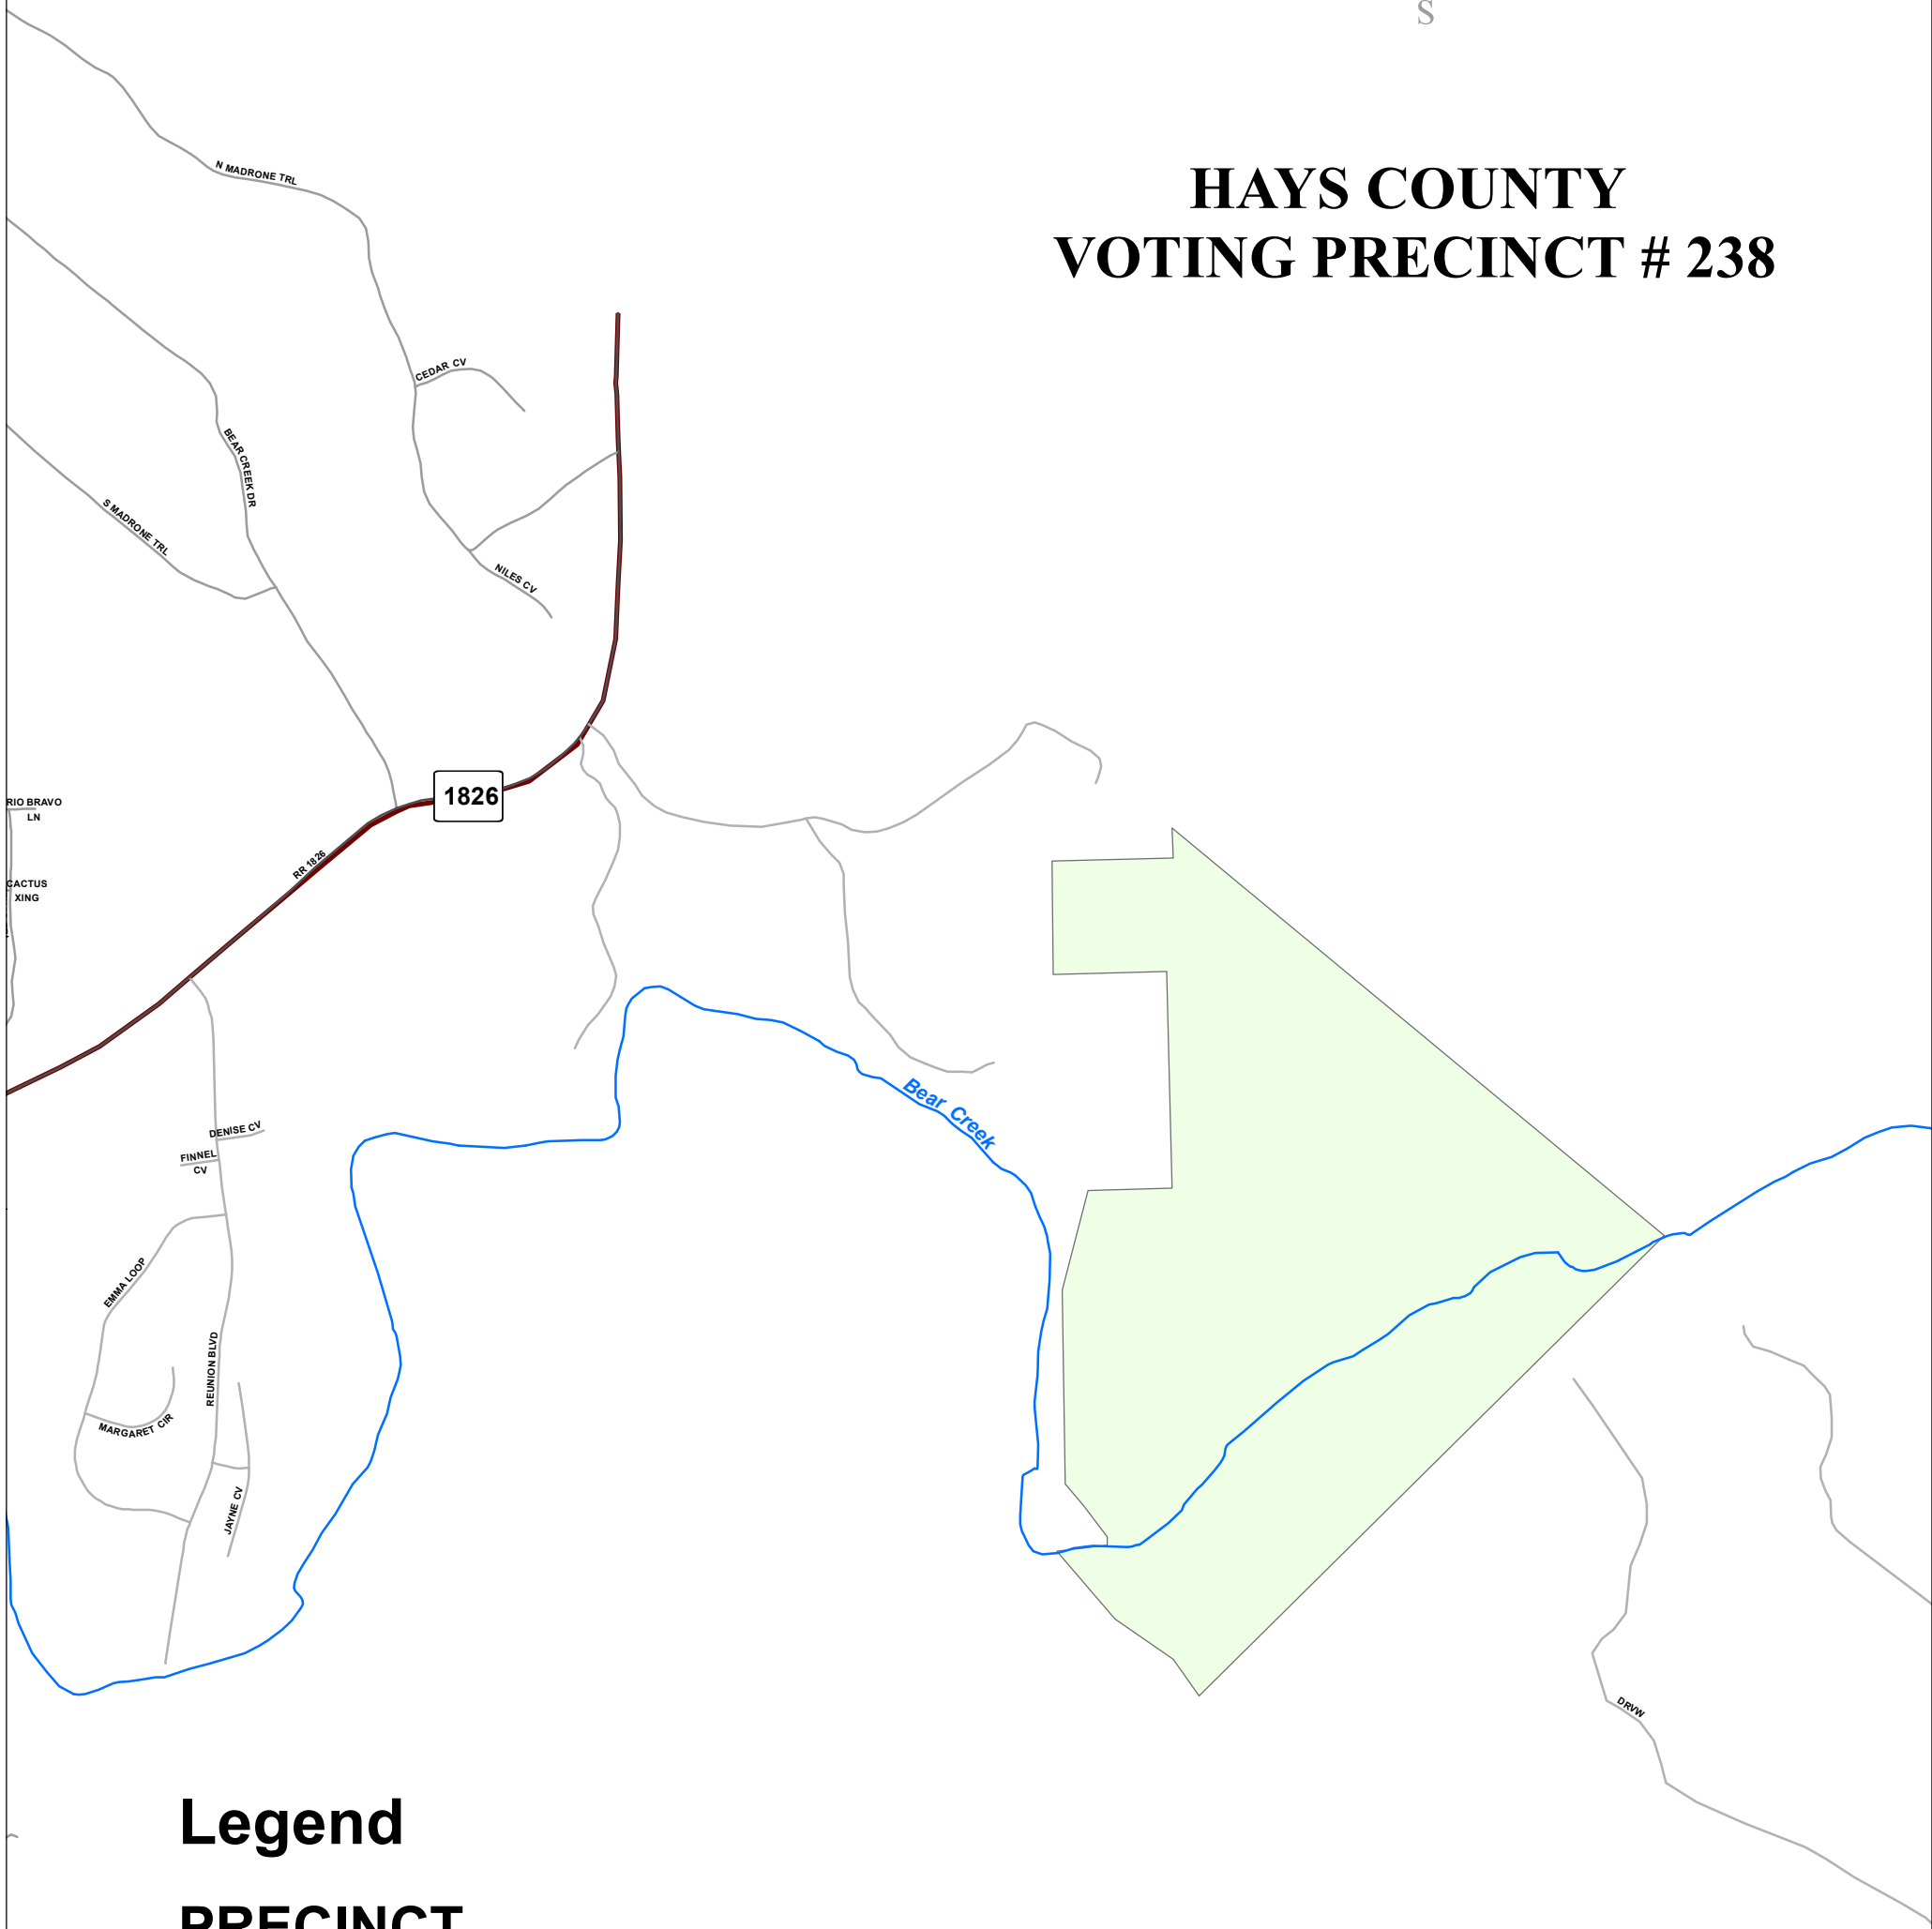 S
HAYS COUNTY
VOTING PRECINCT # 238
N MADRONE TRL
CEDAR CV
BEAR CREEK DR
S MADRONE TRL
NILES CV
1826
RIO BRAVO
LN
RR 1826
CACTUS
XING
Bear Creek
DENISE CV
FINNEL
CV
EMMA LOOP
REUNION BLVD
MARGARET CIR
JAYNE CV
DRVW
Legend
PRECINCT